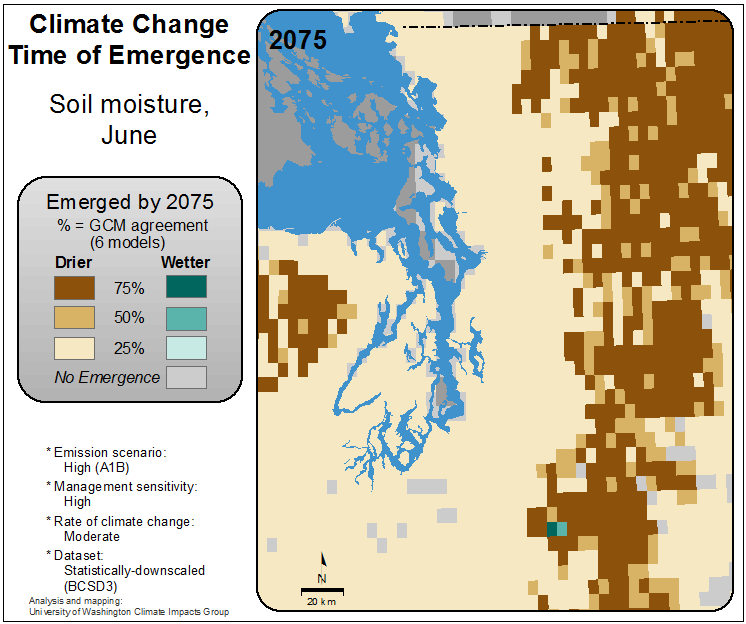 Climate Change
Time of Emergence
Soil moisture,
June
Emerged by 2075
% = GCM agreement
(6 models)
Drier Wetter
75%
50%
25%
No Emergence
* Emission scenario:
High (A1B)
* Management sensitivity:
High
* Rate of climate change:
Moderate
* Dataset:
Statistically-downscaled
(BCSD3)
Analysis and mapping:
University of Washington Climate Impacts Group
2075
N
20 km